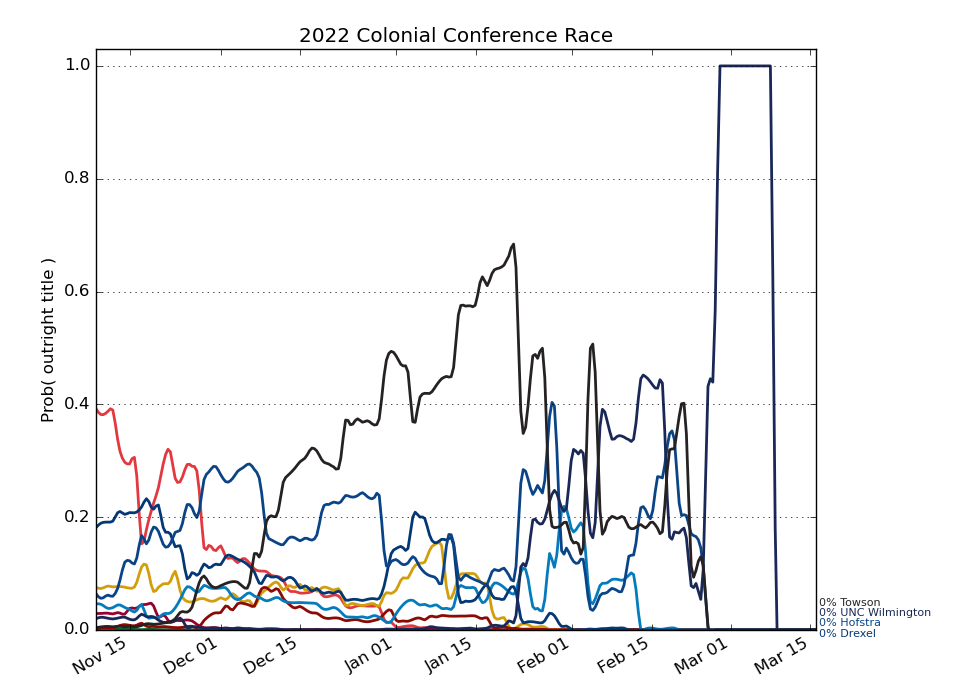 2022 Colonial Conference Race
1.0
0.8
0.6
0.4
0.2
0.0
Prob( outright title )
0% Towson
0% UNC Wilmington
0% Hofstra
0% Drexel
Nov 15
Dec 01
Dec 15
Jan 01
Jan 15
Feb 01
Feb 15
Mar 01
Mar 15